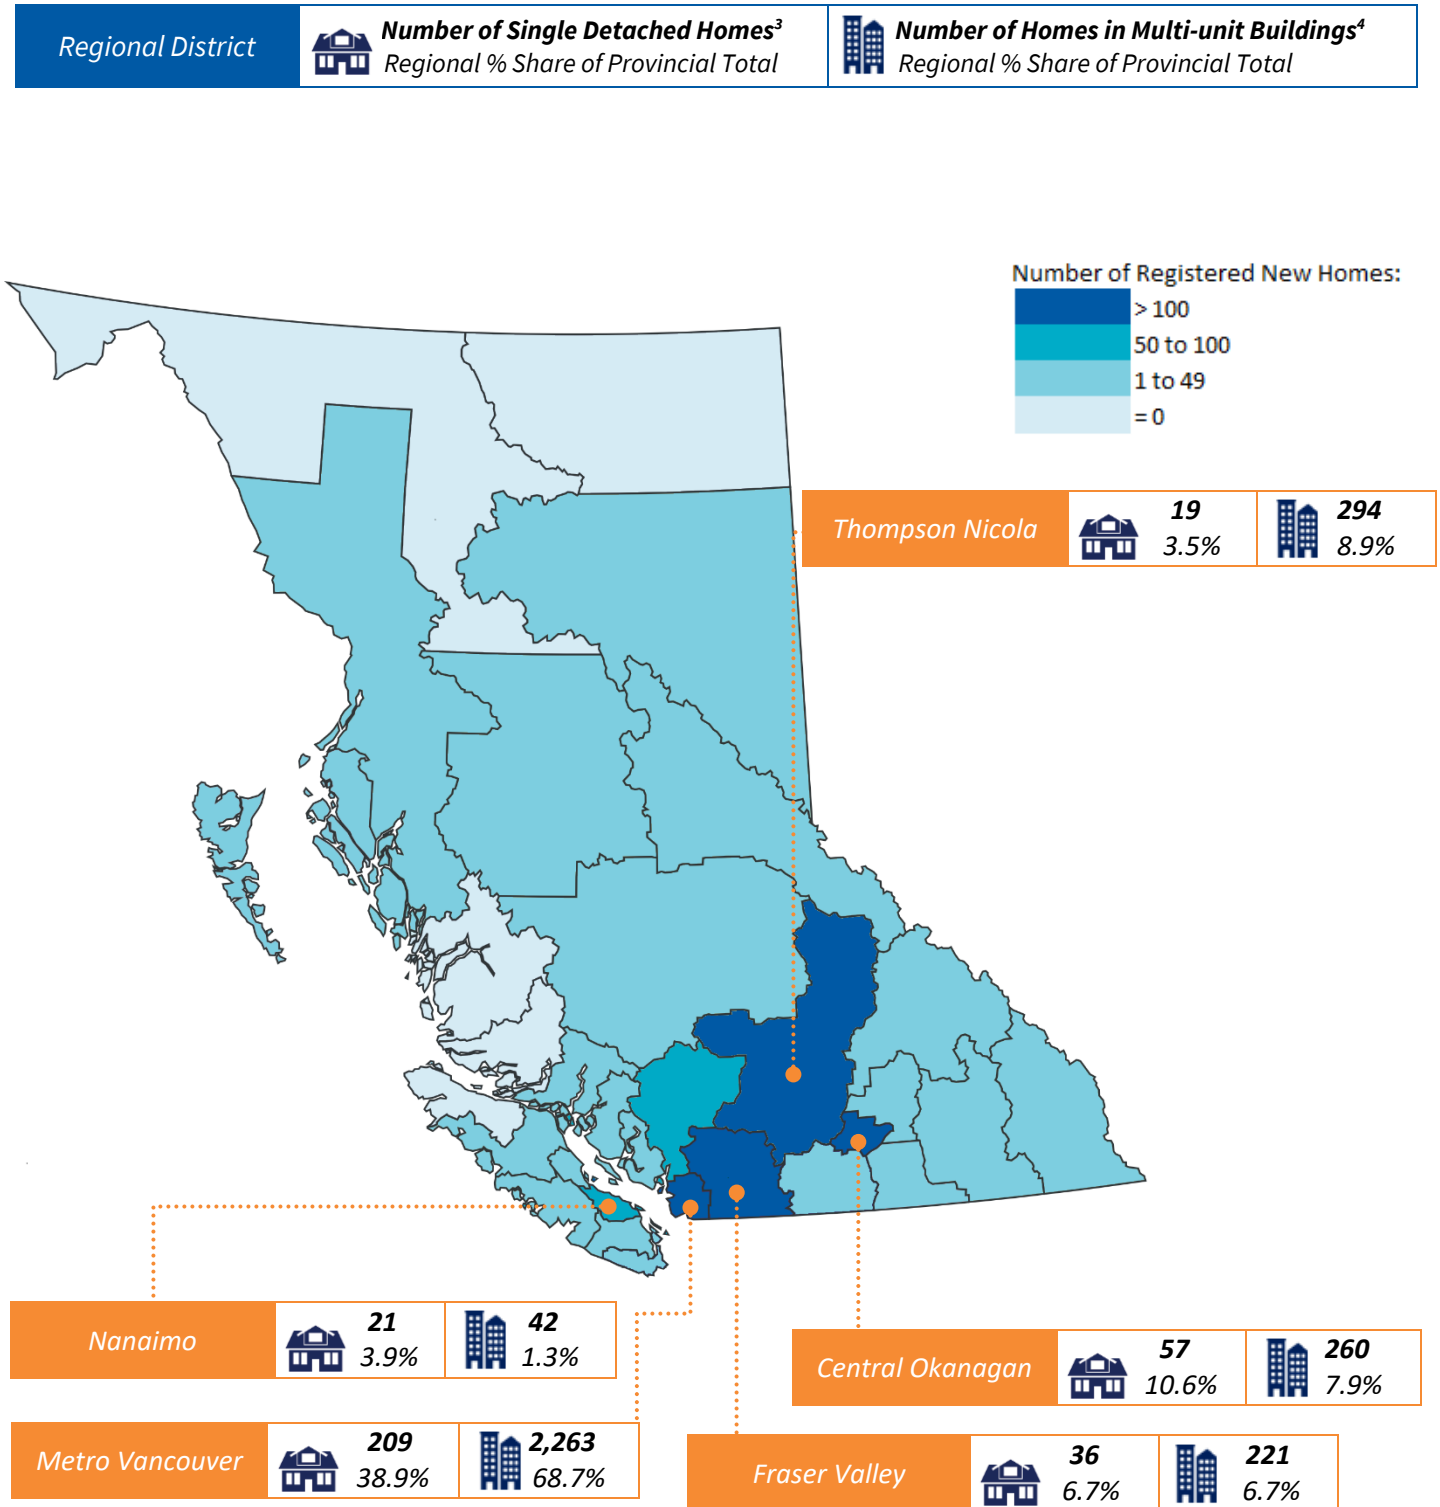 Regional District
Number of Single Detached Homes³
Regional % Share of Provincial Total
Number of Homes in Multi-unit Buildings⁴
Regional % Share of Provincial Total
Number of Registered New Homes:
> 100
50 to 100
1 to 49
= 0
Thompson Nicola
19
3.5%
294
8.9%
Nanaimo
21
3.9%
42
1.3%
Central Okanagan
57
10.6%
260
7.9%
Metro Vancouver
209
38.9%
2,263
68.7%
Fraser Valley
36
6.7%
221
6.7%